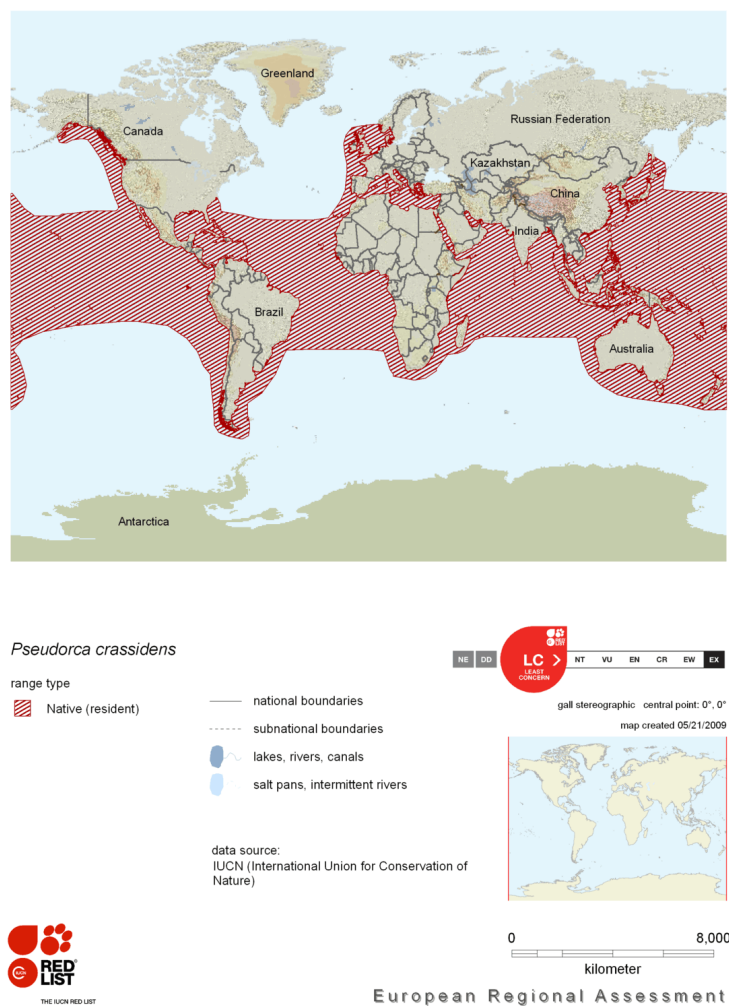 Greenland
Canada
Russian Federation
Kazakhstan
China
India
Brazil
Australia
Antarctica
Pseudorca crassidens
range type
Native (resident)
national boundaries
subnational boundaries
lakes, rivers, canals
salt pans, intermittent rivers
data source:
IUCN (International Union for Conservation of
Nature)
NE DD LC NT VU EN CR EW EX
LEAST
CONCERN
gall stereographic central point: 0°, 0°
map created 05/21/2009
0 8,000
kilometer
IUCN
RED
LIST
THE IUCN RED LIST
European Regional Assessment